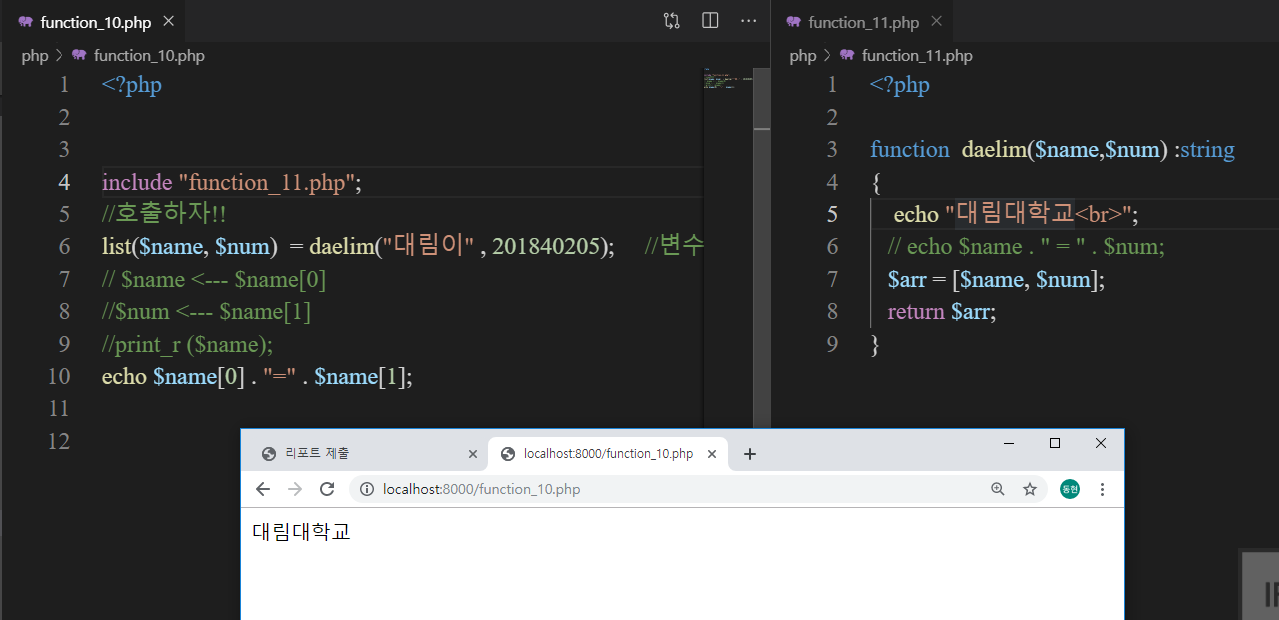 function_10.php
php > function_10.php
1 <?php
2
3
4 include "function_11.php";
5 //호출하자!!
6 list($name, $num)  = daelim("대림이" , 201840205);     //변수
7 // $name <--- $name[0]
8 //$num <--- $name[1]
9 //print_r ($name);
10 echo $name[0] . "=" . $name[1];
11
12
function_11.php
php > function_11.php
1 <?php
2
3 function  daelim($name,$num) :string
4 {
5 echo "대림대학교<br>";
6 // echo $name . " = " . $num;
7 $arr = [$name, $num];
8 return $arr;
9 }
리포트 제출
localhost:8000/function_10.php
localhost:8000/function_10.php
동현
대림대학교